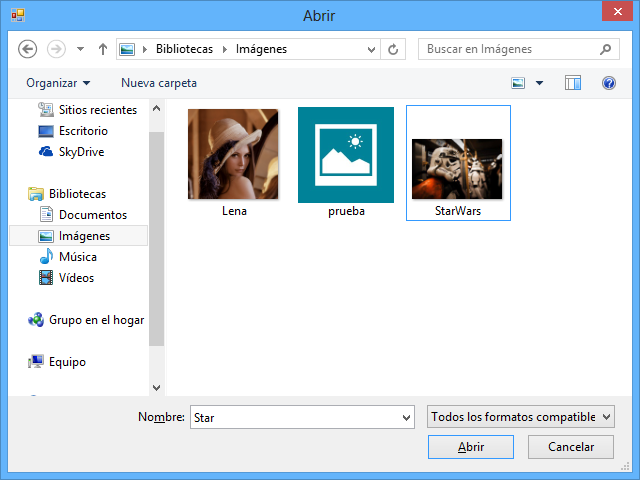 Abrir
Bibliotecas Imágenes
Buscar en Imágenes
Organizar Nueva carpeta
Sitios recientes
Escritorio
SkyDrive
Bibliotecas
Documentos
Imágenes
Música
Vídeos
Grupo en el hogar
Equipo
Lena prueba StarWars
Nombre: Star Todos los formatos compatible
Abrir Cancelar